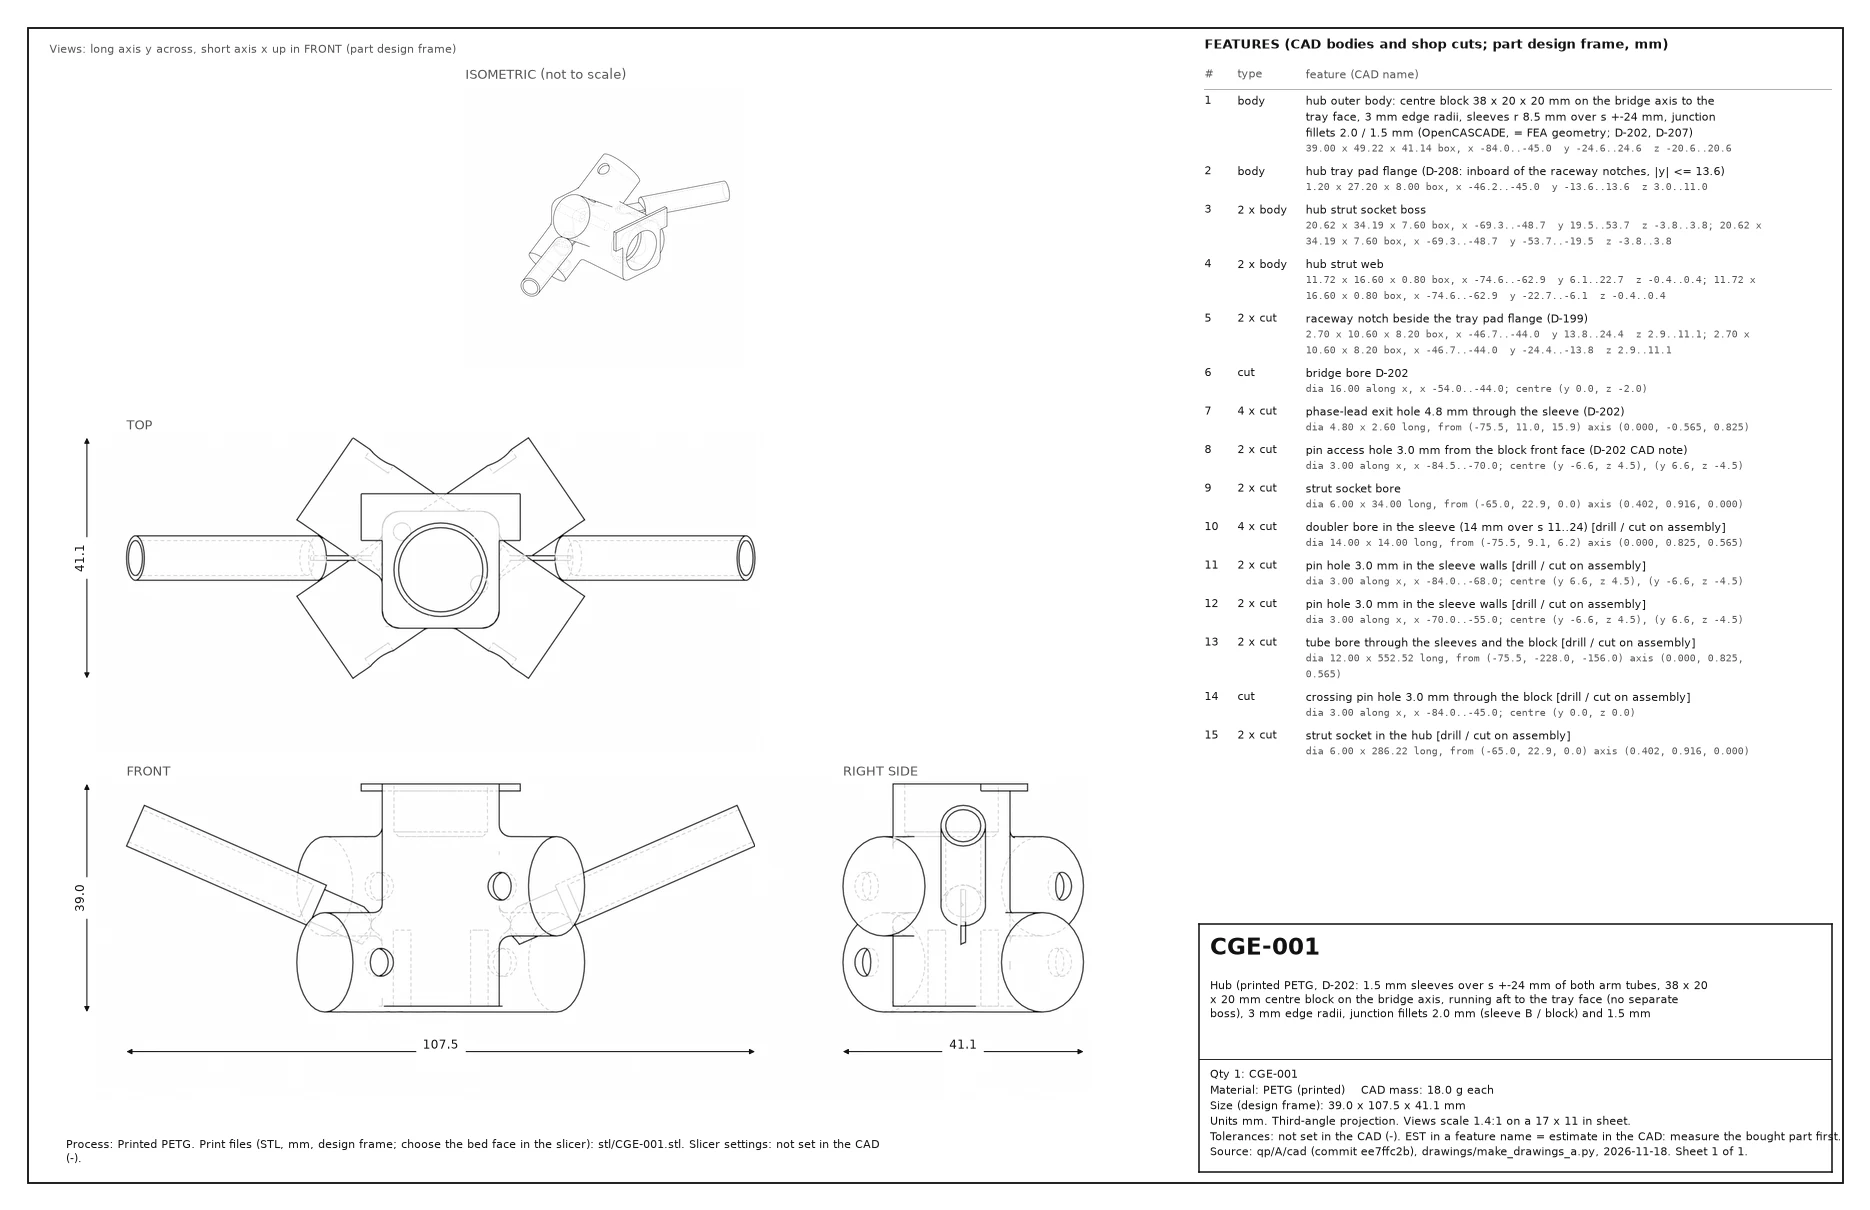 Views: long axis y across, short axis x up in FRONT (part design frame)
ISOMETRIC (not to scale)
TOP
41.1
FRONT
39.0
107.5
RIGHT SIDE
41.1
Process: Printed PETG. Print files (STL, mm, design frame; choose the bed face in the slicer): stl/CGE-001.stl. Slicer settings: not set in the CAD
(-).
FEATURES (CAD bodies and shop cuts; part design frame, mm)
# type feature (CAD name)
1 body hub outer body: centre block 38 x 20 x 20 mm on the bridge axis to the
tray face, 3 mm edge radii, sleeves r 8.5 mm over s +-24 mm, junction
fillets 2.0 / 1.5 mm (OpenCASCADE, = FEA geometry; D-202, D-207)
39.00 x 49.22 x 41.14 box, x -84.0..-45.0 y -24.6..24.6 z -20.6..20.6
2 body hub tray pad flange (D-208: inboard of the raceway notches, |y| <= 13.6)
1.20 x 27.20 x 8.00 box, x -46.2..-45.0 y -13.6..13.6 z 3.0..11.0
3 2 x body hub strut socket boss
20.62 x 34.19 x 7.60 box, x -69.3..-48.7 y 19.5..53.7 z -3.8..3.8; 20.62 x
34.19 x 7.60 box, x -69.3..-48.7 y -53.7..-19.5 z -3.8..3.8
4 2 x body hub strut web
11.72 x 16.60 x 0.80 box, x -74.6..-62.9 y 6.1..22.7 z -0.4..0.4; 11.72 x
16.60 x 0.80 box, x -74.6..-62.9 y -22.7..-6.1 z -0.4..0.4
5 2 x cut raceway notch beside the tray pad flange (D-199)
2.70 x 10.60 x 8.20 box, x -46.7..-44.0 y 13.8..24.4 z 2.9..11.1; 2.70 x
10.60 x 8.20 box, x -46.7..-44.0 y -24.4..-13.8 z 2.9..11.1
6 cut bridge bore D-202
dia 16.00 along x, x -54.0..-44.0; centre (y 0.0, z -2.0)
7 4 x cut phase-lead exit hole 4.8 mm through the sleeve (D-202)
dia 4.80 x 2.60 long, from (-75.5, 11.0, 15.9) axis (0.000, -0.565, 0.825)
8 2 x cut pin access hole 3.0 mm from the block front face (D-202 CAD note)
dia 3.00 along x, x -84.5..-70.0; centre (y -6.6, z 4.5), (y 6.6, z -4.5)
9 2 x cut strut socket bore
dia 6.00 x 34.00 long, from (-65.0, 22.9, 0.0) axis (0.402, 0.916, 0.000)
10 4 x cut doubler bore in the sleeve (14 mm over s 11..24) [drill / cut on assembly]
dia 14.00 x 14.00 long, from (-75.5, 9.1, 6.2) axis (0.000, 0.825, 0.565)
11 2 x cut pin hole 3.0 mm in the sleeve walls [drill / cut on assembly]
dia 3.00 along x, x -84.0..-68.0; centre (y 6.6, z 4.5), (y -6.6, z -4.5)
12 2 x cut pin hole 3.0 mm in the sleeve walls [drill / cut on assembly]
dia 3.00 along x, x -70.0..-55.0; centre (y -6.6, z 4.5), (y 6.6, z -4.5)
13 2 x cut tube bore through the sleeves and the block [drill / cut on assembly]
dia 12.00 x 552.52 long, from (-75.5, -228.0, -156.0) axis (0.000, 0.825,
0.565)
14 cut crossing pin hole 3.0 mm through the block [drill / cut on assembly]
dia 3.00 along x, x -84.0..-45.0; centre (y 0.0, z 0.0)
15 2 x cut strut socket in the hub [drill / cut on assembly]
dia 6.00 x 286.22 long, from (-65.0, 22.9, 0.0) axis (0.402, 0.916, 0.000)
CGE-001
Hub (printed PETG, D-202: 1.5 mm sleeves over s +-24 mm of both arm tubes, 38 x 20
x 20 mm centre block on the bridge axis, running aft to the tray face (no separate
boss), 3 mm edge radii, junction fillets 2.0 mm (sleeve B / block) and 1.5 mm
Qty 1: CGE-001
Material: PETG (printed) CAD mass: 18.0 g each
Size (design frame): 39.0 x 107.5 x 41.1 mm
Units mm. Third-angle projection. Views scale 1.4:1 on a 17 x 11 in sheet.
Tolerances: not set in the CAD (-). EST in a feature name = estimate in the CAD: measure the bought part first.
Source: qp/A/cad (commit ee7ffc2b), drawings/make_drawings_a.py, 2026-11-18. Sheet 1 of 1.